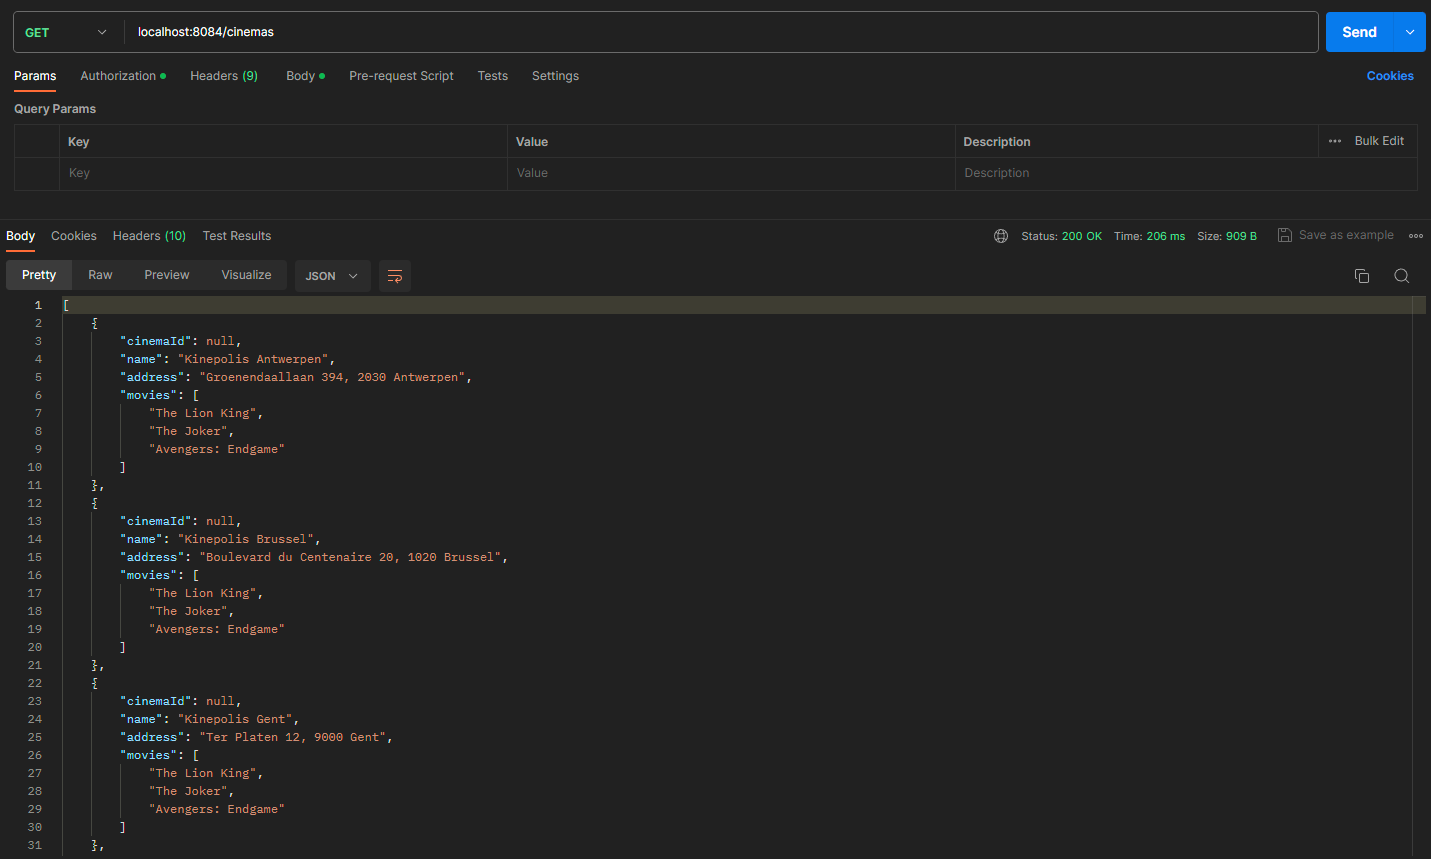 GET localhost:8084/cinemas Send
Params Authorization Headers (9) Body Pre-request Script Tests Settings Cookies
Query Params
Key Value Description Bulk Edit
Key Value Description
Body Cookies Headers (10) Test Results Status: 200 OK Time: 206 ms Size: 909 B Save as example
Pretty Raw Preview Visualize JSON
1 [
2 {
3 "cinemaId": null,
4 "name": "Kinepolis Antwerpen",
5 "address": "Groenendaallaan 394, 2030 Antwerpen",
6 "movies": [
7 "The Lion King",
8 "The Joker",
9 "Avengers: Endgame"
10 ]
11 },
12 {
13 "cinemaId": null,
14 "name": "Kinepolis Brussel",
15 "address": "Boulevard du Centenaire 20, 1020 Brussel",
16 "movies": [
17 "The Lion King",
18 "The Joker",
19 "Avengers: Endgame"
20 ]
21 },
22 {
23 "cinemaId": null,
24 "name": "Kinepolis Gent",
25 "address": "Ter Platen 12, 9000 Gent",
26 "movies": [
27 "The Lion King",
28 "The Joker",
29 "Avengers: Endgame"
30 ]
31 },